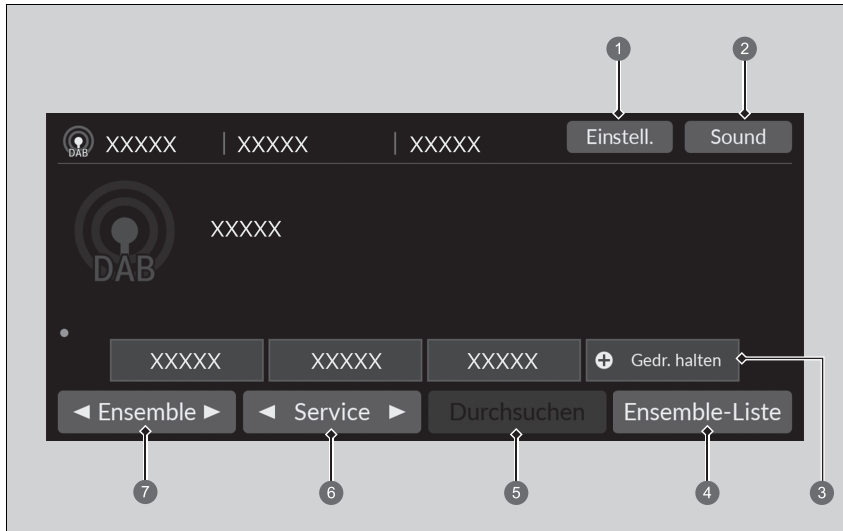 1 2
DAB XXXXX | XXXXX | XXXXX Einstell. Sound
DAB XXXXX
XXXXX XXXXX XXXXX Gedr. halten
◄ Ensemble ► ◄ Service ► Durchsuchen Ensemble-Liste
7 6 5 4 3